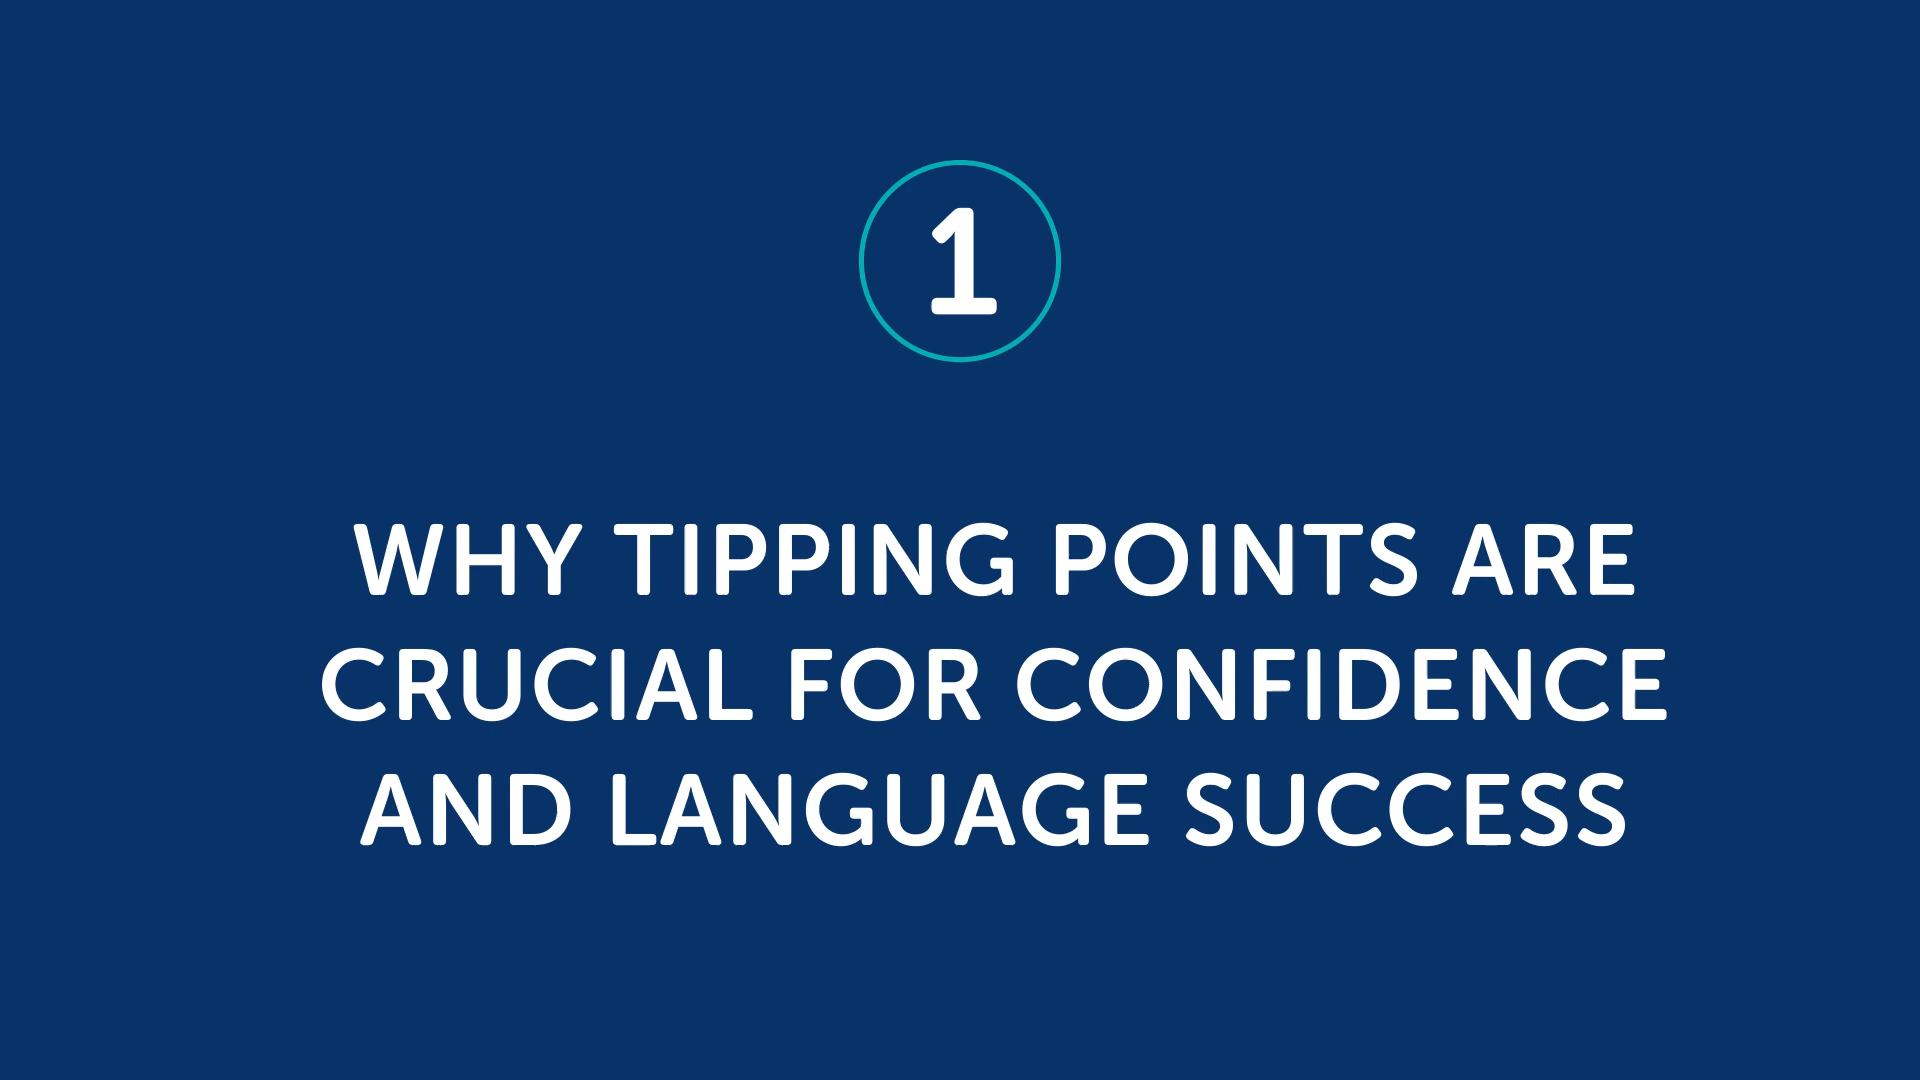 1
WHY TIPPING POINTS ARE
CRUCIAL FOR CONFIDENCE
AND LANGUAGE SUCCESS